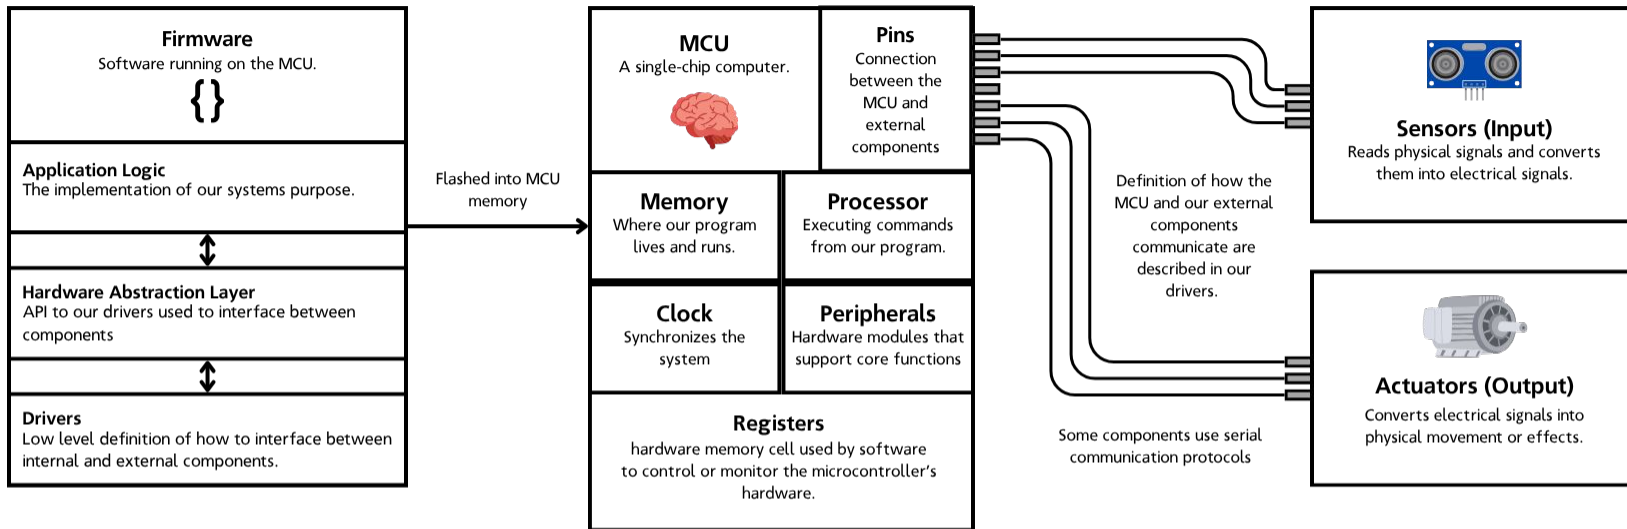 Firmware
Software running on the MCU.
{}
Application Logic
The implementation of our systems purpose.
Hardware Abstraction Layer
API to our drivers used to interface between
components
Drivers
Low level definition of how to interface between
internal and external components.
Flashed into MCU
memory
MCU
A single-chip computer.
Pins
Connection
between the
MCU and
external
components
Memory
Where our program
lives and runs.
Processor
Executing commands
from our program.
Clock
Synchronizes the
system
Peripherals
Hardware modules that
support core functions
Registers
hardware memory cell used by software
to control or monitor the microcontroller's
hardware.
Definition of how the
MCU and our external
components
communicate are
described in our
drivers.
Some components use serial
communication protocols
Sensors (Input)
Reads physical signals and converts
them into electrical signals.
Actuators (Output)
Converts electrical signals into
physical movement or effects.